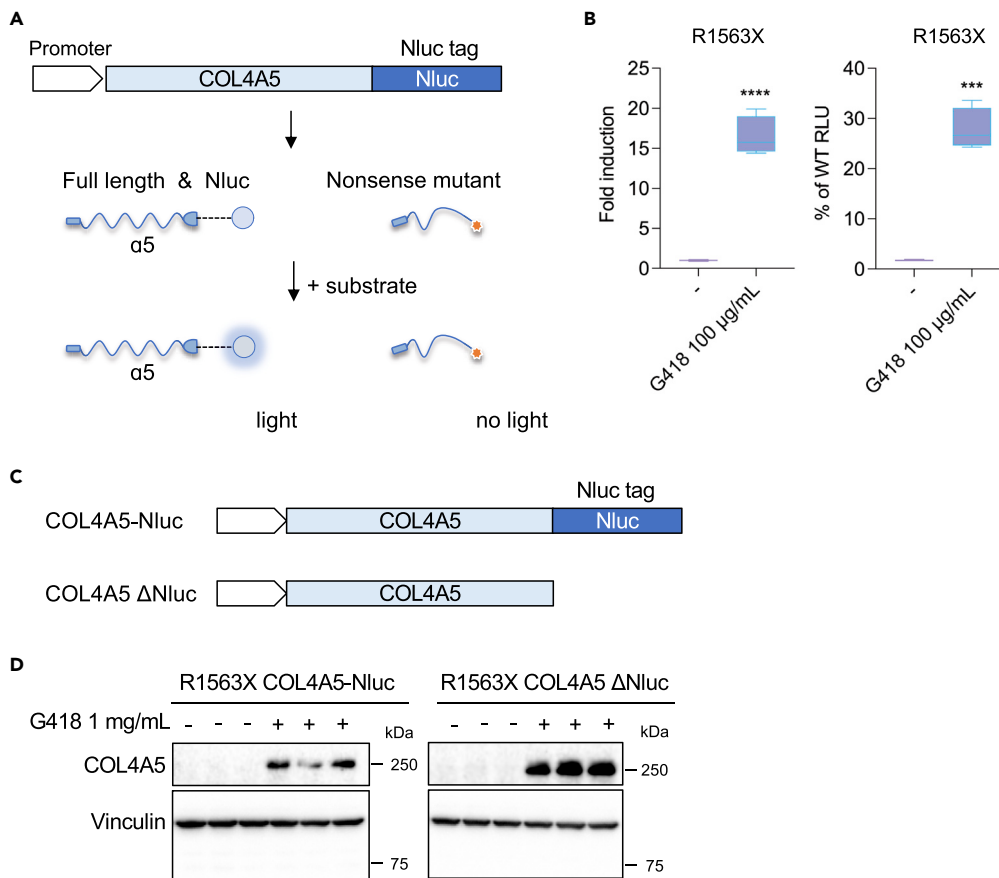 A
Promoter
Nluc tag
COL4A5
Nluc
Full length & Nluc
Nonsense mutant
α5
+ substrate
α5
light
no light
B
R1563X
Fold induction
25
20
15
10
5
0
****
-
G418 100 µg/mL
R1563X
% of WT RLU
40
30
20
10
0
***
-
G418 100 µg/mL
C
Nluc tag
COL4A5-Nluc
COL4A5
Nluc
COL4A5 ΔNluc
COL4A5
D
R1563X COL4A5-Nluc
R1563X COL4A5 ΔNluc
G418 1 mg/mL
- - - + + +
kDa
- - - + + +
kDa
COL4A5
250
250
Vinculin
75
75